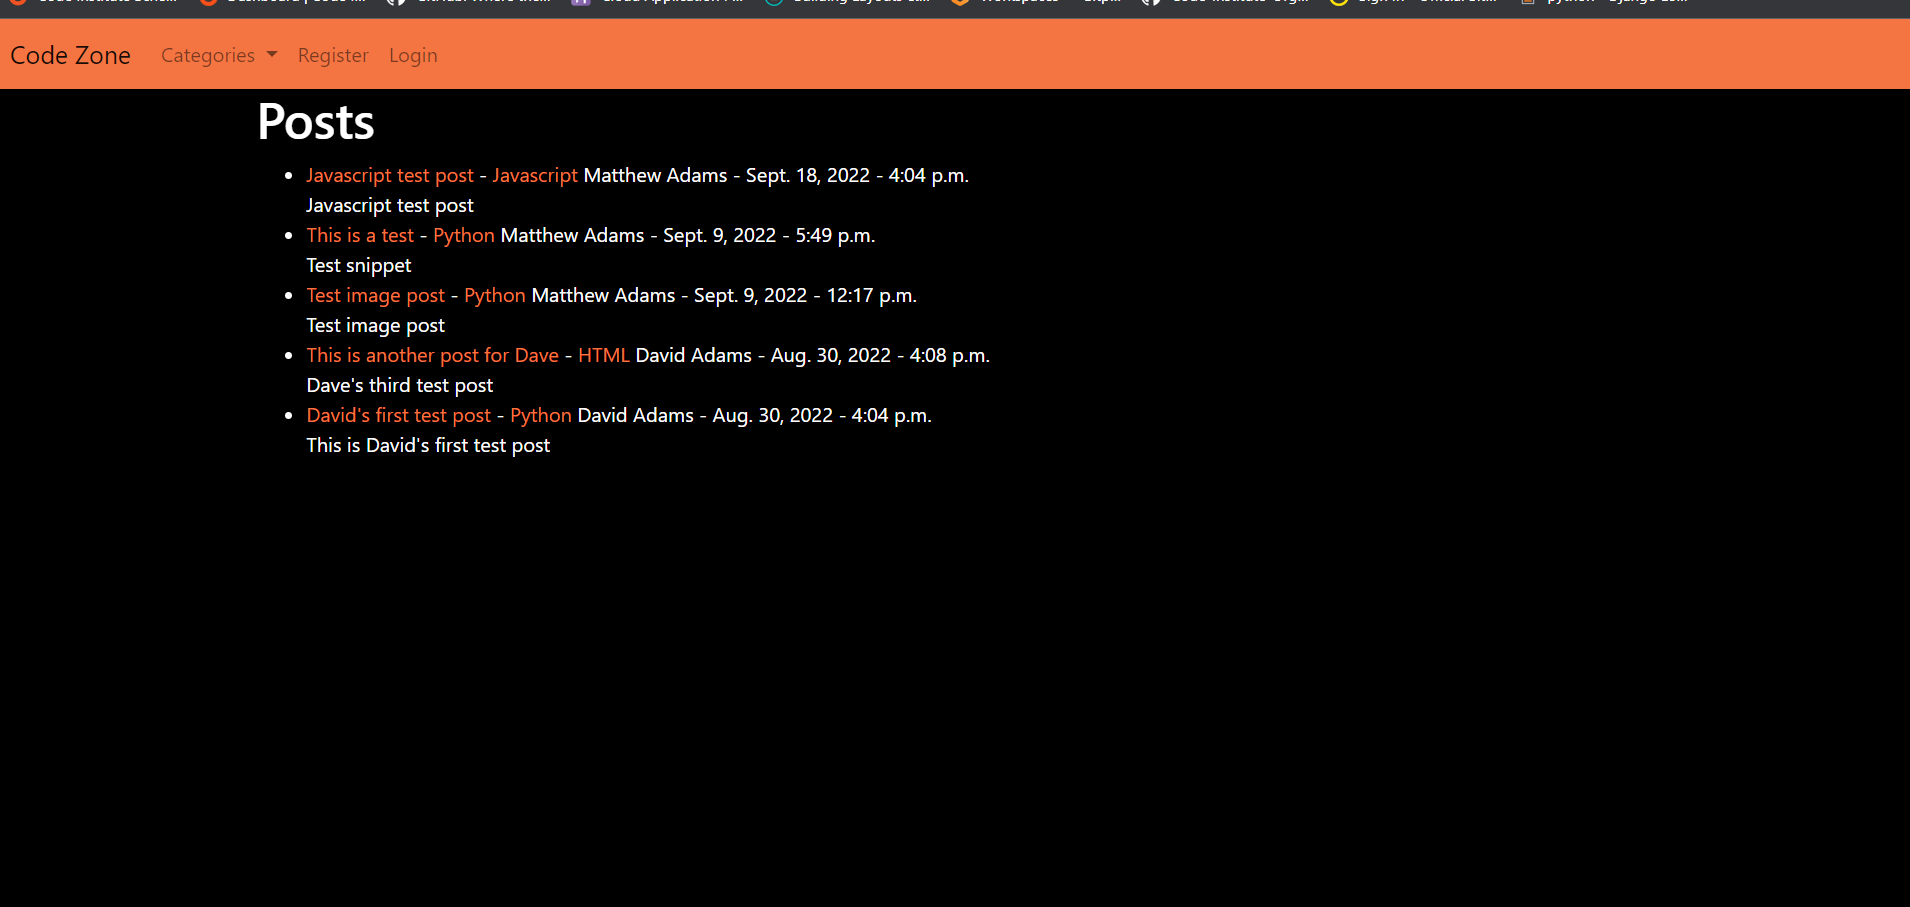 Code Zone Categories Register Login
Posts
Javascript test post - Javascript Matthew Adams - Sept. 18, 2022 - 4:04 p.m.
Javascript test post
This is a test - Python Matthew Adams - Sept. 9, 2022 - 5:49 p.m.
Test snippet
Test image post - Python Matthew Adams - Sept. 9, 2022 - 12:17 p.m.
Test image post
This is another post for Dave - HTML David Adams - Aug. 30, 2022 - 4:08 p.m.
Dave's third test post
David's first test post - Python David Adams - Aug. 30, 2022 - 4:04 p.m.
This is David's first test post